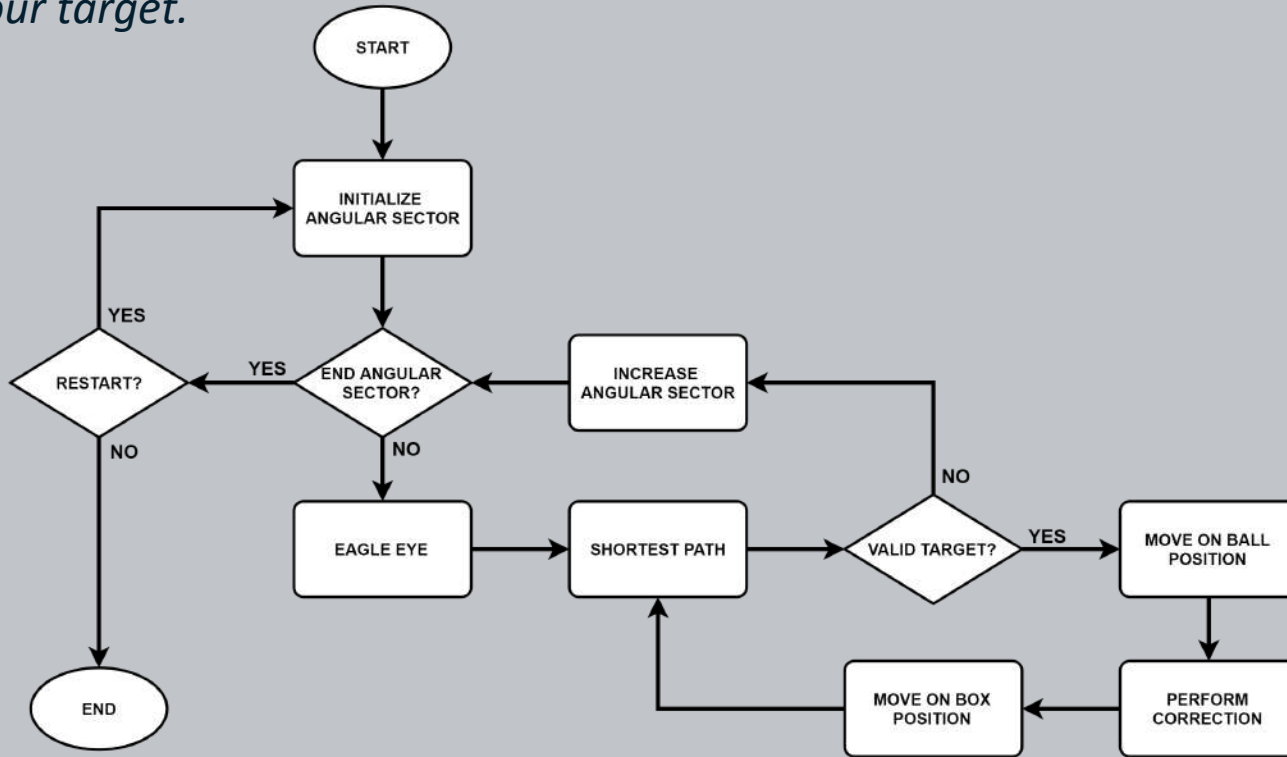 our target.
START
INITIALIZE
ANGULAR SECTOR
YES
RESTART?
YES
END ANGULAR
SECTOR?
INCREASE
ANGULAR SECTOR
NO
NO
NO
EAGLE EYE
SHORTEST PATH
VALID TARGET?
YES
MOVE ON BALL
POSITION
END
MOVE ON BOX
POSITION
PERFORM
CORRECTION